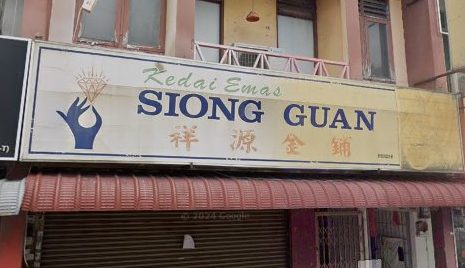 Kedai Emas
SIONG GUAN
祥源金鋪
© 2024 Google